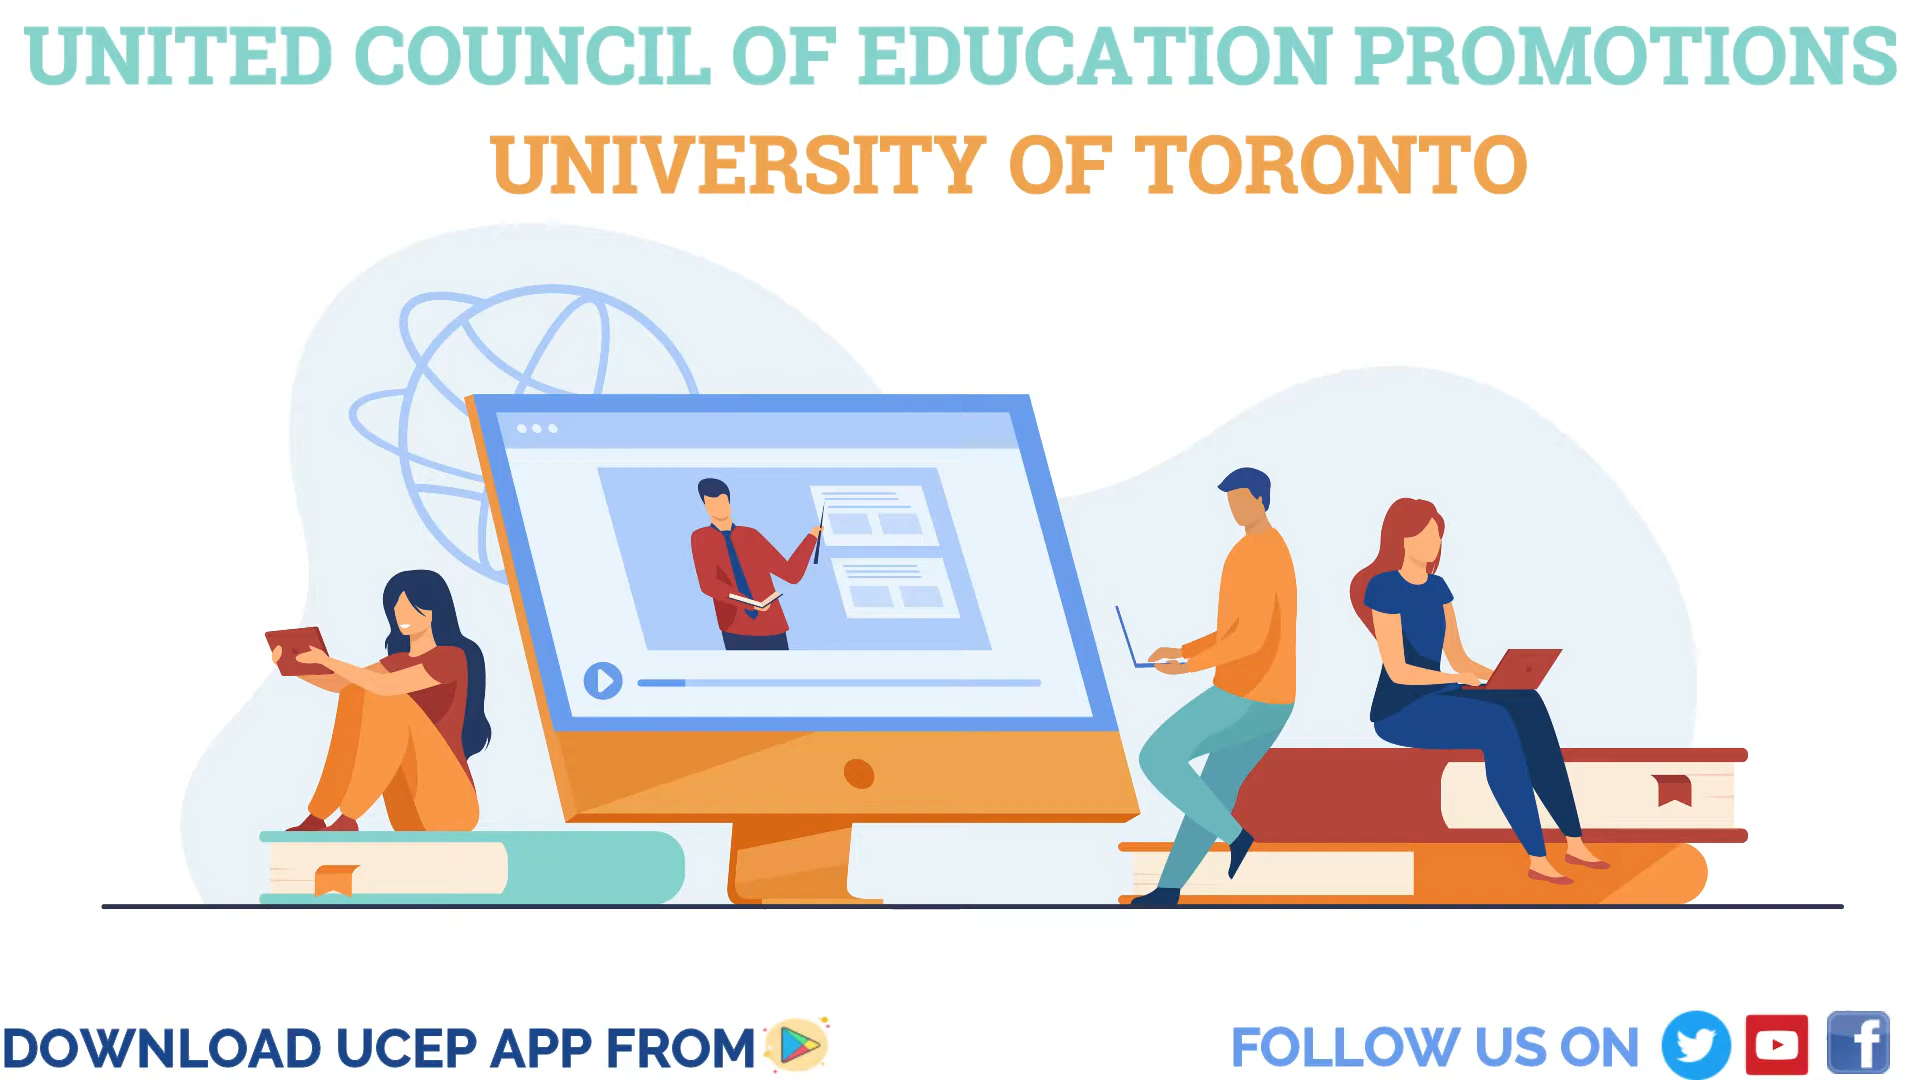 UNITED COUNCIL OF EDUCATION PROMOTIONS
UNIVERSITY OF TORONTO
DOWNLOAD UCEP APP FROM
FOLLOW US ON